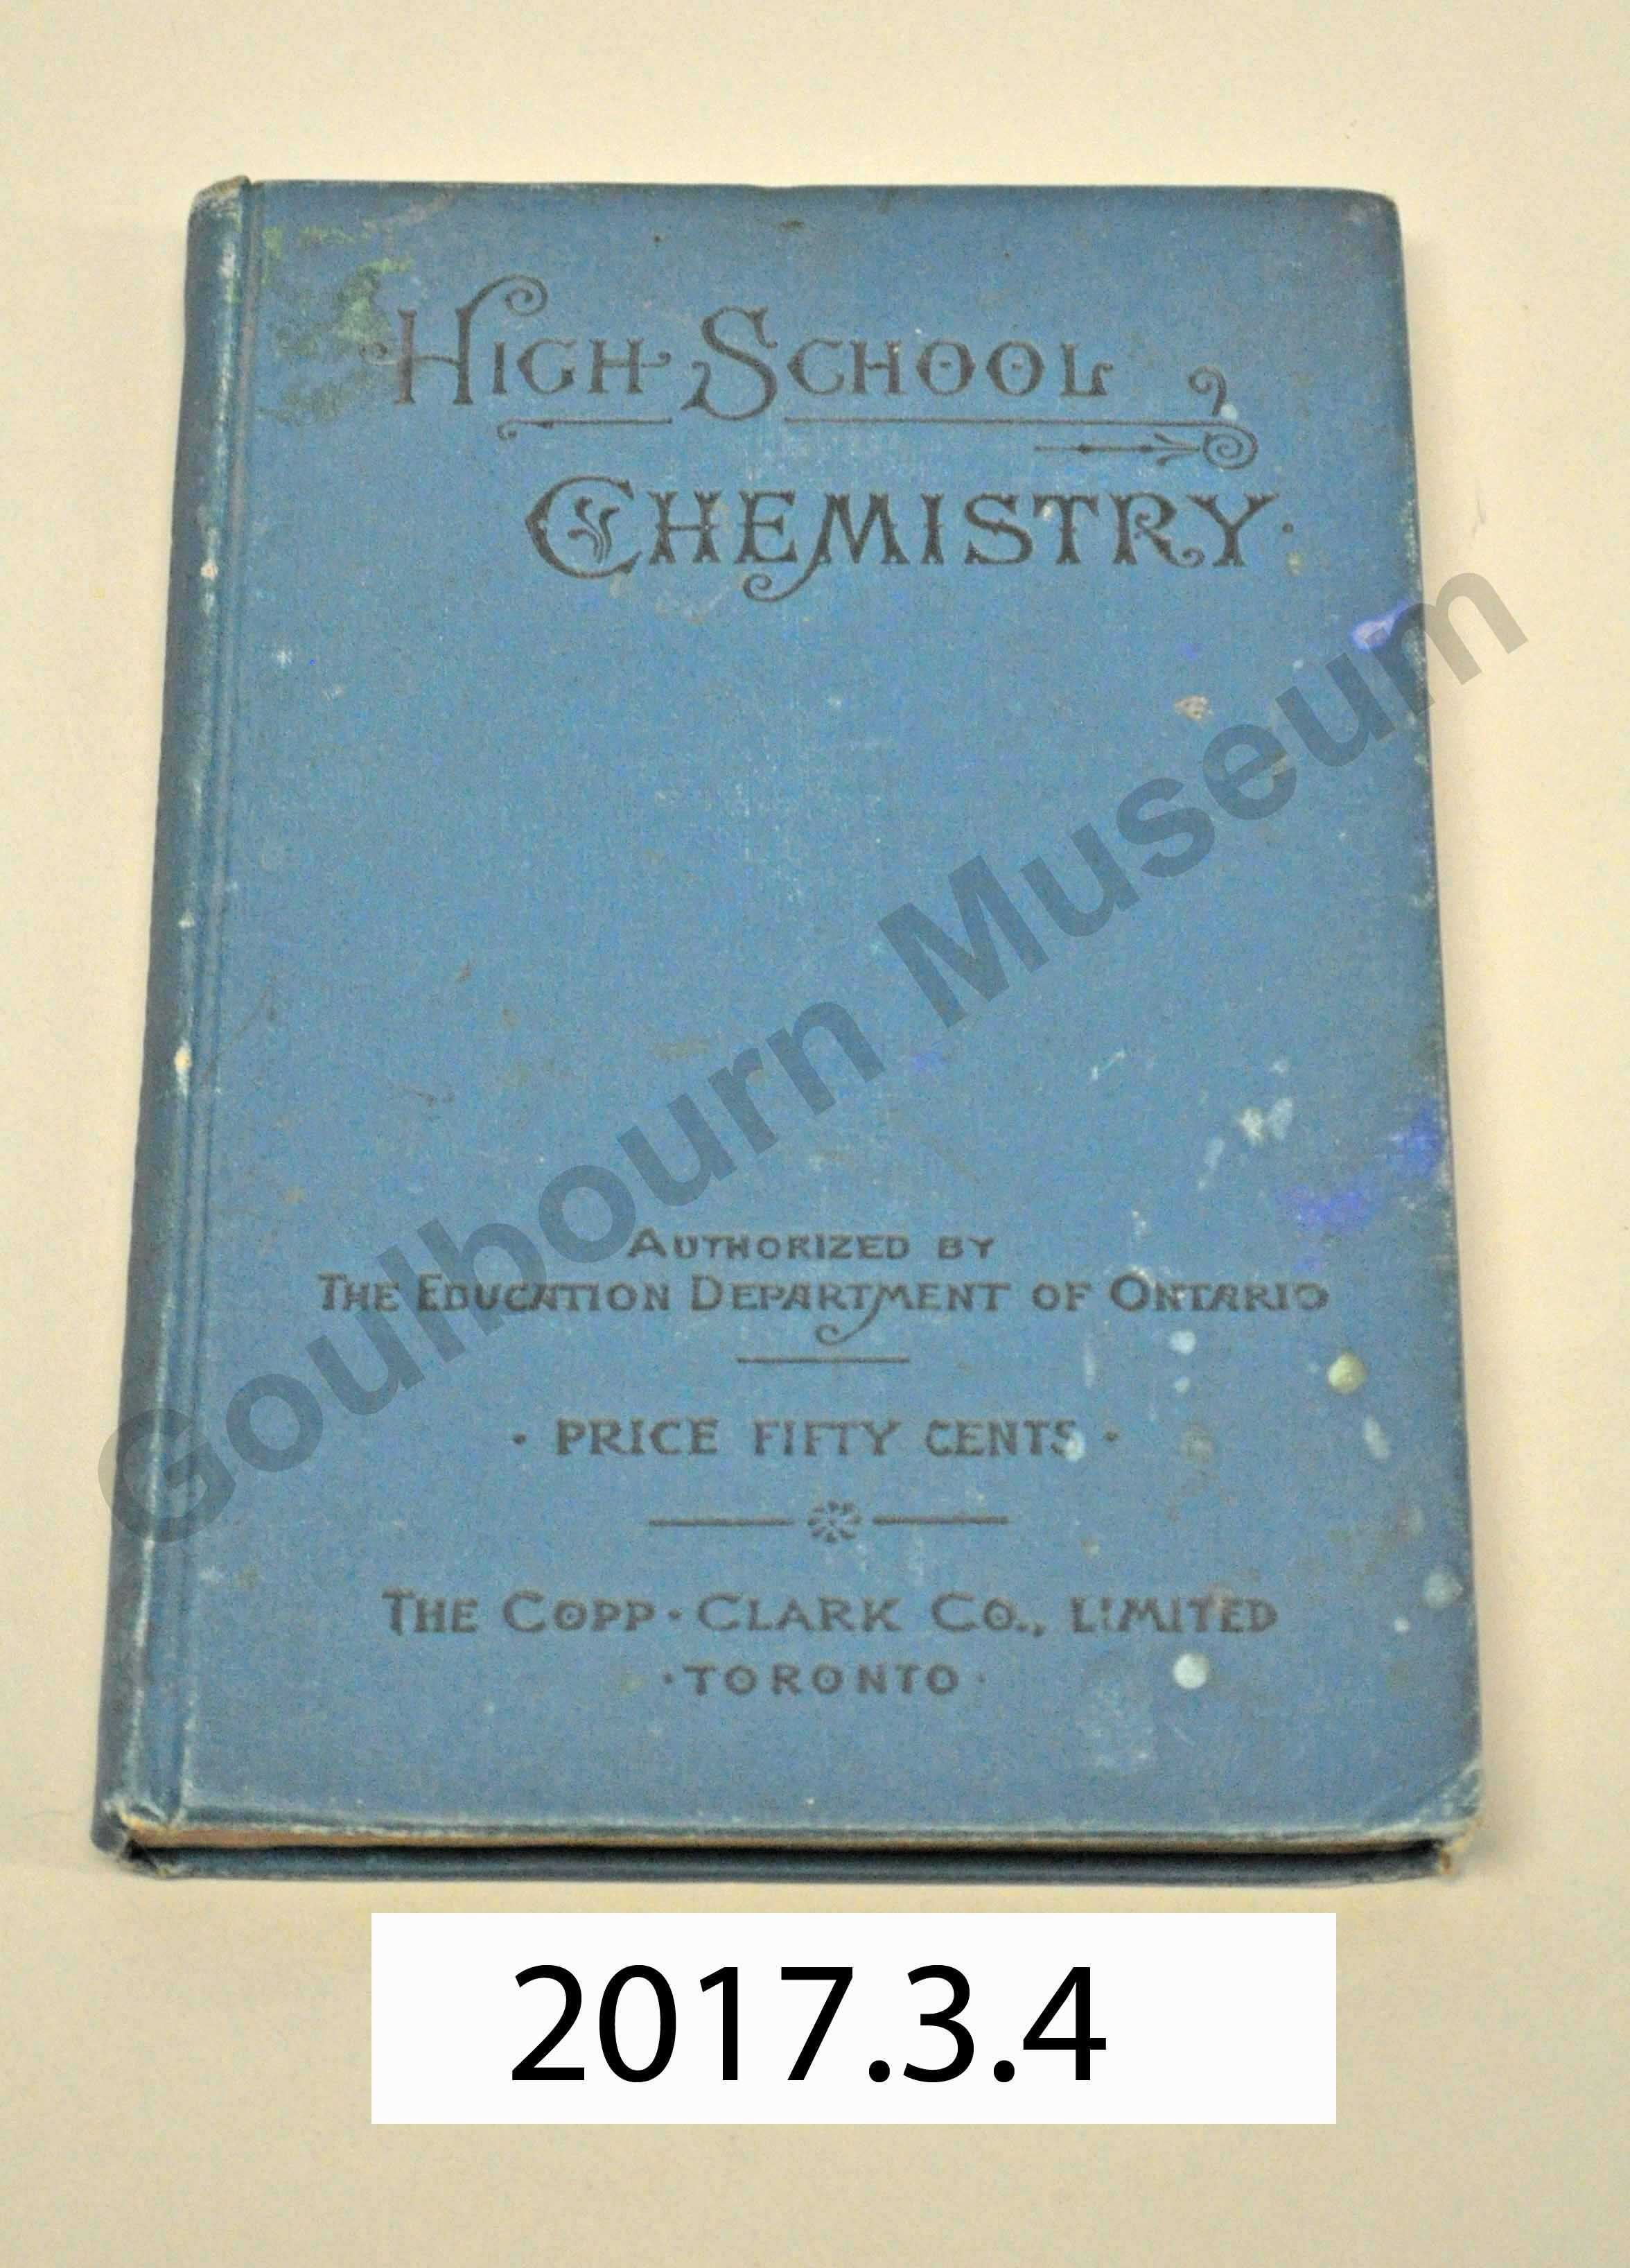 HIGH SCHOOL
CHEMISTRY.
AUTHORIZED BY
THE EDUCATION DEPARTMENT OF ONTARIO
· PRICE FIFTY CENTS ·
THE COPP · CLARK CO., LIMITED
· TORONTO ·
Goulbourn Museum
2017.3.4